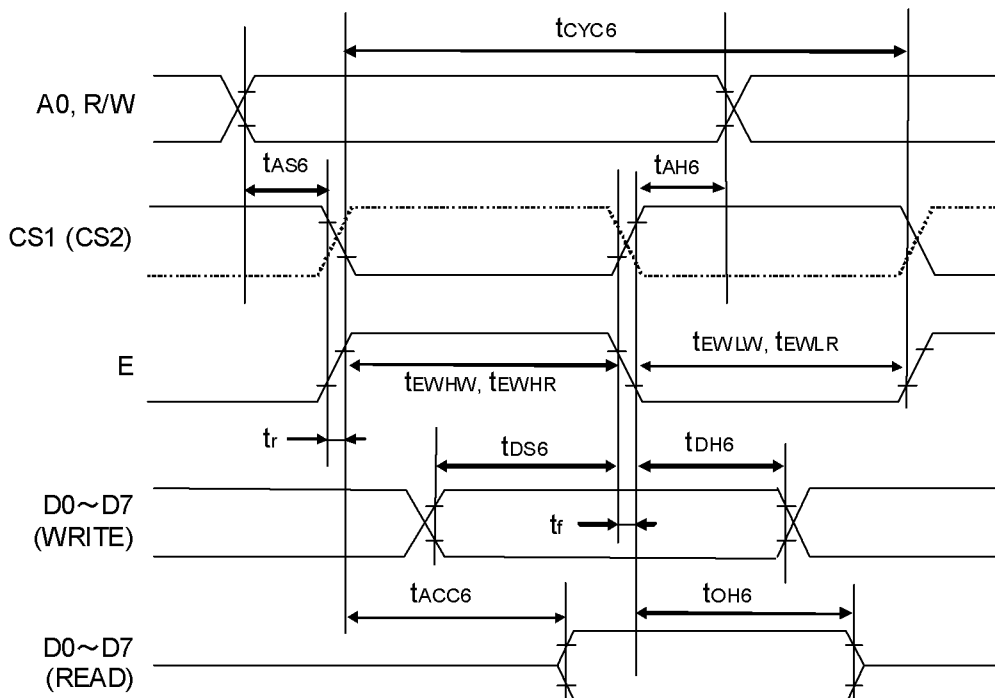 tCYC6
A0, R/W
tAS6
tAH6
CS1 (CS2)
E
tEWLW, tEWLR
tEWHW, tEWHR
tr
tDS6
tDH6
D0~D7
(WRITE)
tf
tACC6
tOH6
D0~D7
(READ)